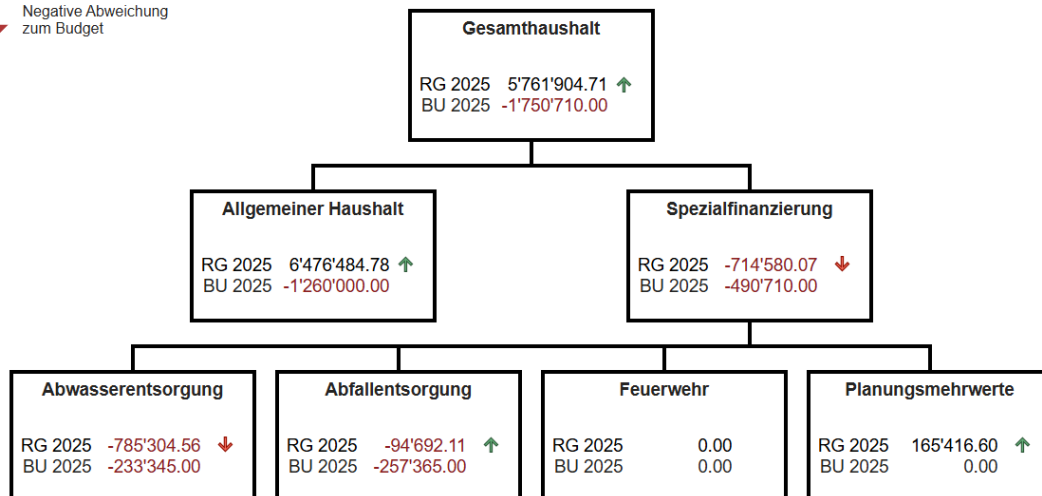 Negative Abweichung
zum Budget
Gesamthaushalt
RG 2025 5'761'904.71
BU 2025 -1'750'710.00
Allgemeiner Haushalt
RG 2025 6'476'484.78
BU 2025 -1'260'000.00
Spezialfinanzierung
RG 2025 -714'580.07
BU 2025 -490'710.00
Abwasserentsorgung
RG 2025 -785'304.56
BU 2025 -233'345.00
Abfallentsorgung
RG 2025 -94'692.11
BU 2025 -257'365.00
Feuerwehr
RG 2025 0.00
BU 2025 0.00
Planungsmehrwerte
RG 2025 165'416.60
BU 2025 0.00